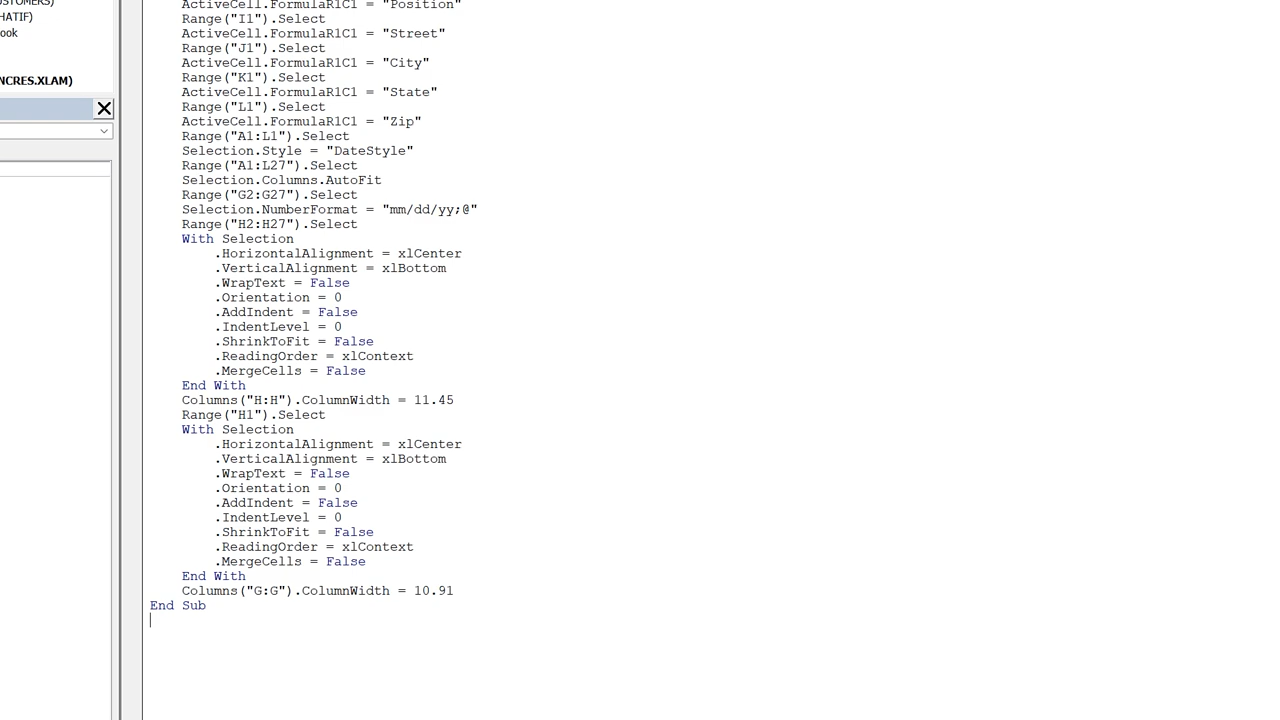 USTOMERS)
HATIF)
ook
NCRES.XLAM)
ActiveCell.FormulaR1C1 = "Position"
Range("I1").Select
ActiveCell.FormulaR1C1 = "Street"
Range("J1").Select
ActiveCell.FormulaR1C1 = "City"
Range("K1").Select
ActiveCell.FormulaR1C1 = "State"
Range("L1").Select
ActiveCell.FormulaR1C1 = "Zip"
Range("A1:L1").Select
Selection.Style = "DateStyle"
Range("A1:L27").Select
Selection.Columns.AutoFit
Range("G2:G27").Select
Selection.NumberFormat = "mm/dd/yy;@"
Range("H2:H27").Select
With Selection
.HorizontalAlignment = xlCenter
.VerticalAlignment = xlBottom
.WrapText = False
.Orientation = 0
.AddIndent = False
.IndentLevel = 0
.ShrinkToFit = False
.ReadingOrder = xlContext
.MergeCells = False
End With
Columns("H:H").ColumnWidth = 11.45
Range("H1").Select
With Selection
.HorizontalAlignment = xlCenter
.VerticalAlignment = xlBottom
.WrapText = False
.Orientation = 0
.AddIndent = False
.IndentLevel = 0
.ShrinkToFit = False
.ReadingOrder = xlContext
.MergeCells = False
End With
Columns("G:G").ColumnWidth = 10.91
End Sub